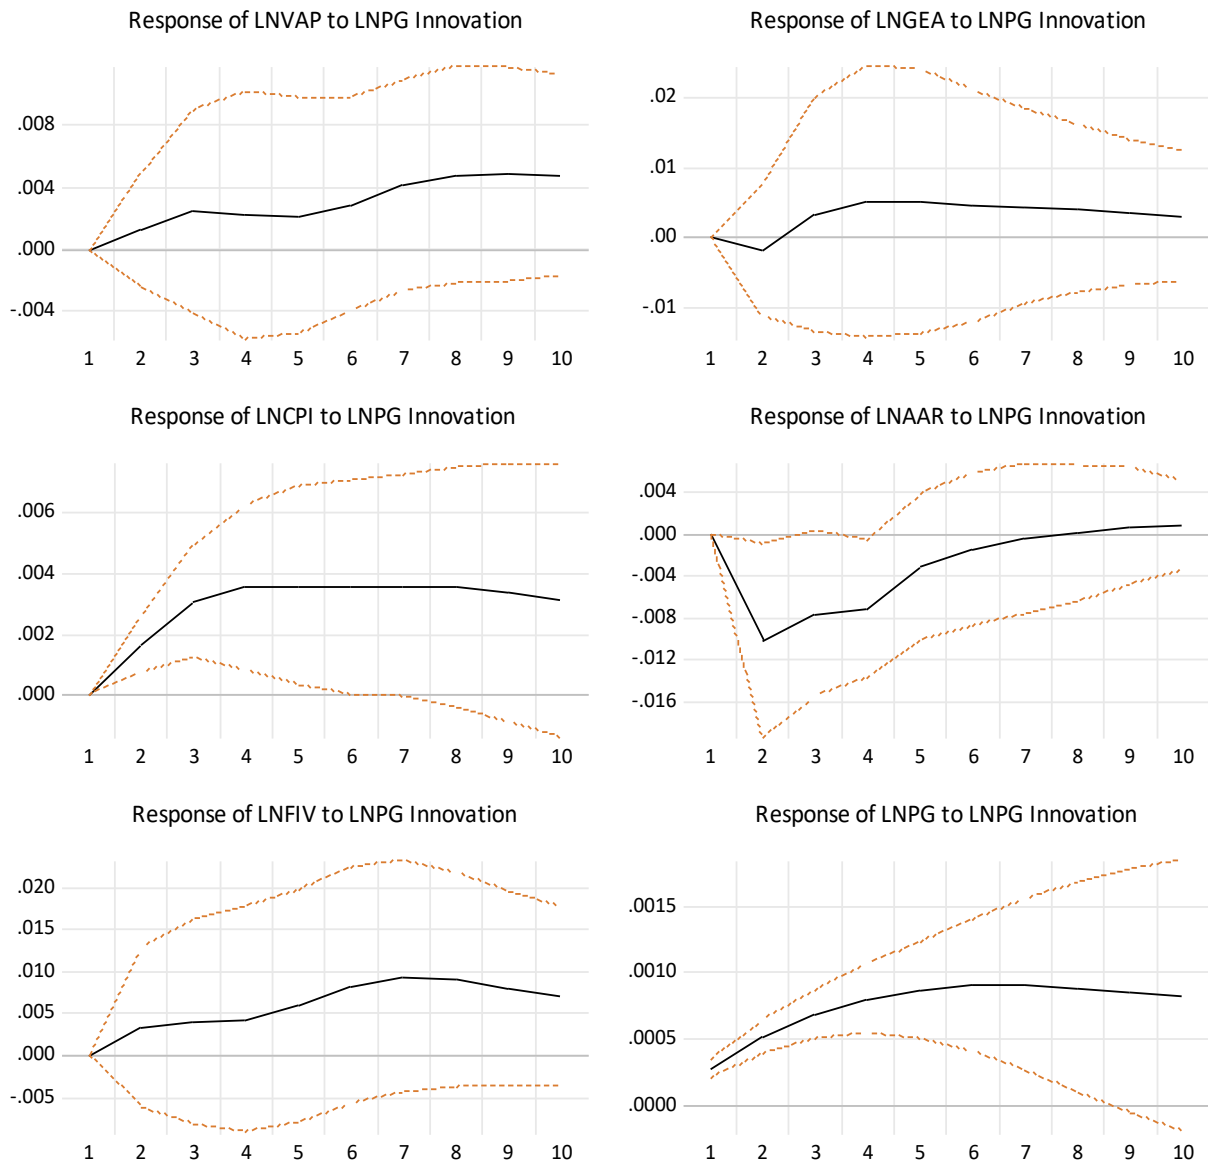 Response of LNVAP to LNPG Innovation
.008
.004
.000
-.004
1 2 3 4 5 6 7 8 9 10
Response of LNGEA to LNPG Innovation
.02
.01
.00
-.01
1 2 3 4 5 6 7 8 9 10
Response of LNCPI to LNPG Innovation
.006
.004
.002
.000
1 2 3 4 5 6 7 8 9 10
Response of LNAAR to LNPG Innovation
.004
.000
-.004
-.008
-.012
-.016
1 2 3 4 5 6 7 8 9 10
Response of LNFIV to LNPG Innovation
.020
.015
.010
.005
.000
-.005
1 2 3 4 5 6 7 8 9 10
Response of LNPG to LNPG Innovation
.0015
.0010
.0005
.0000
1 2 3 4 5 6 7 8 9 10